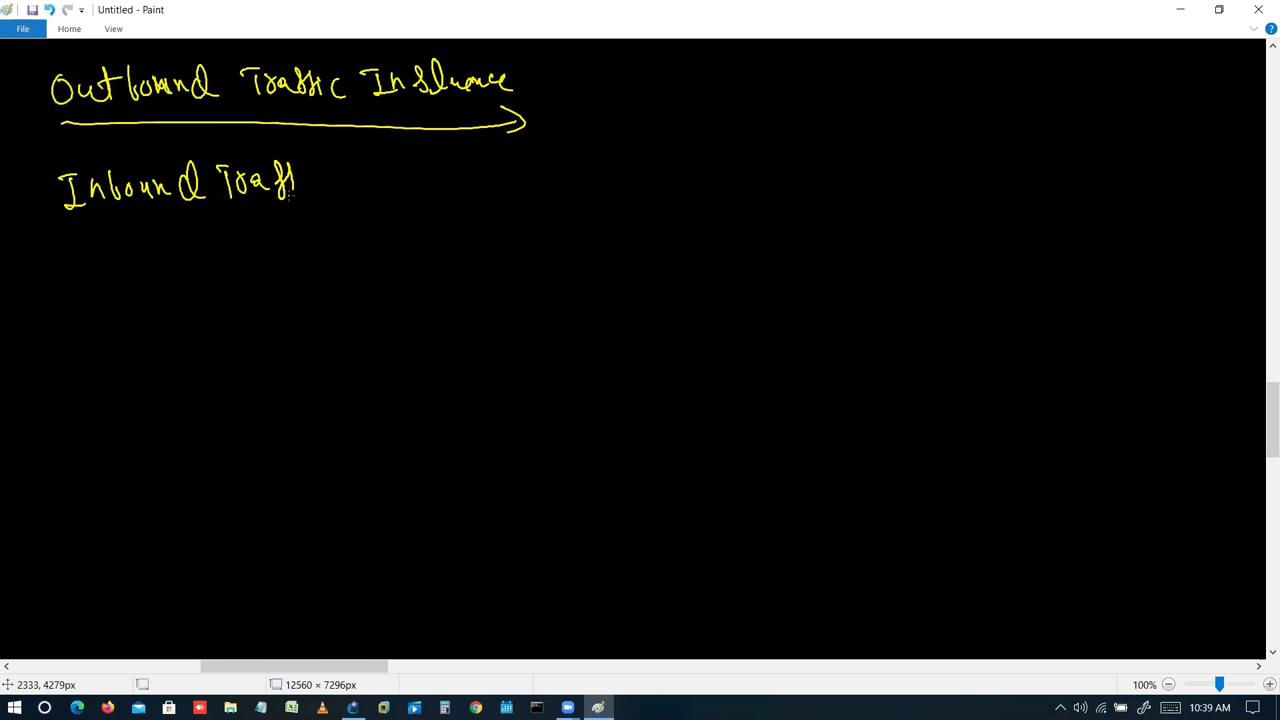 Untitled - Paint
File Home View
Outbound Traffic Influence
Inbound Traff
2333, 4279px
12560 × 7296px
100%
10:39 AM